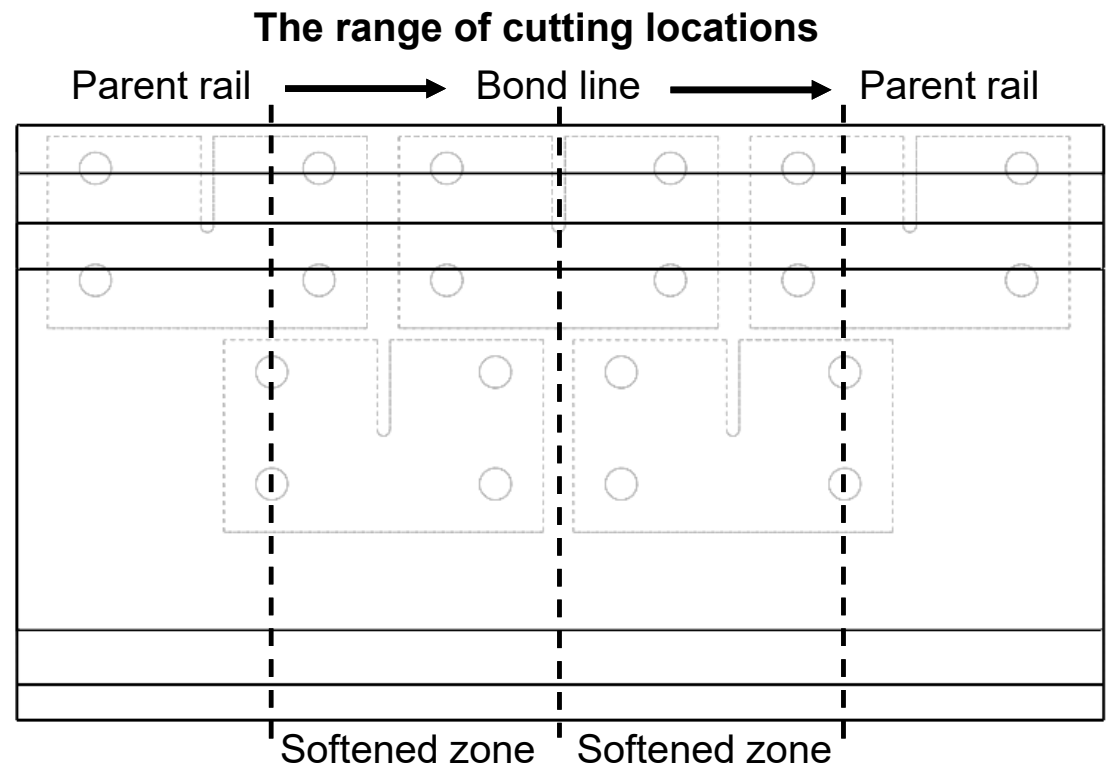 The range of cutting locations
Parent rail Bond line Parent rail
Softened zone Softened zone